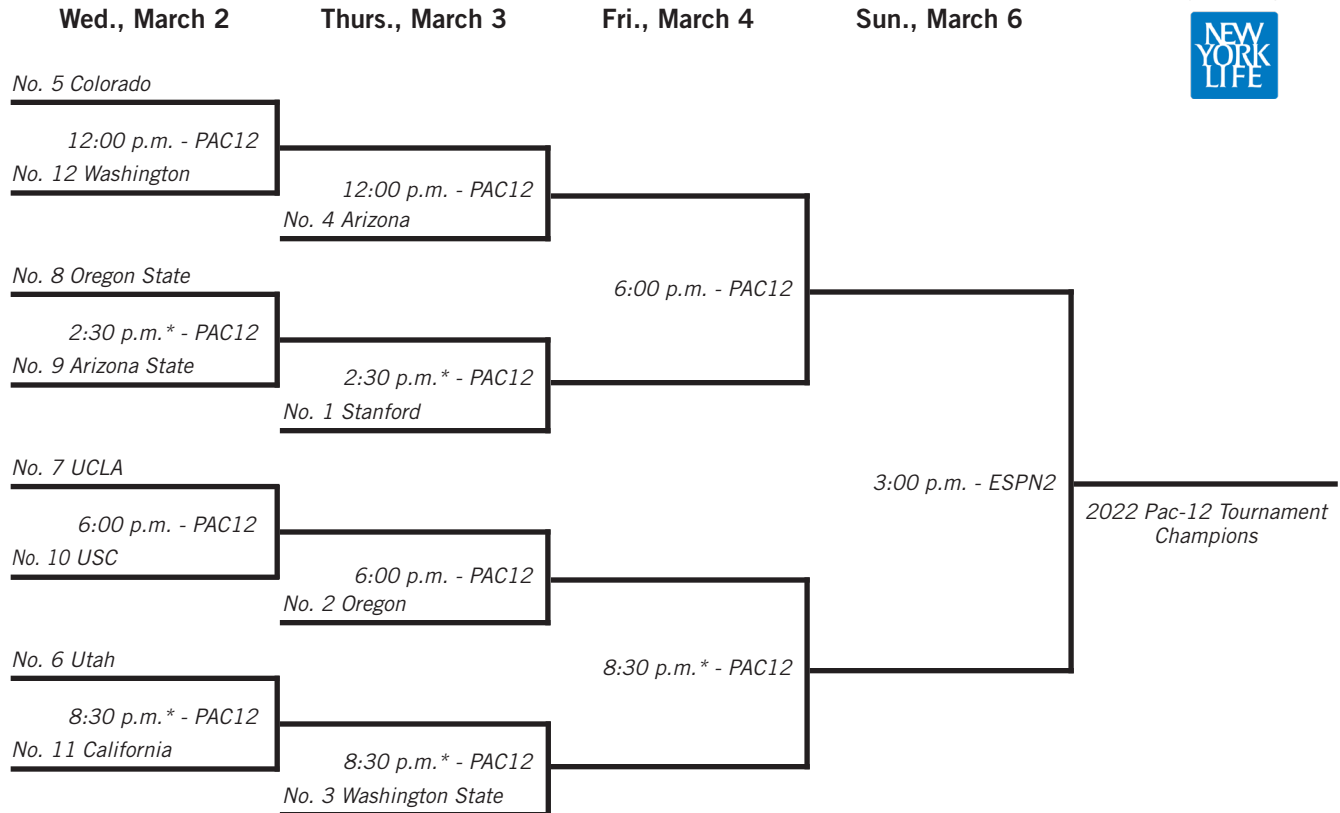 Wed., March 2 Thurs., March 3 Fri., March 4 Sun., March 6
NEW
YORK
LIFE
No. 5 Colorado
12:00 p.m. - PAC12
No. 12 Washington
12:00 p.m. - PAC12
No. 4 Arizona
No. 8 Oregon State
6:00 p.m. - PAC12
2:30 p.m.* - PAC12
No. 9 Arizona State
2:30 p.m.* - PAC12
No. 1 Stanford
No. 7 UCLA
3:00 p.m. - ESPN2
2022 Pac-12 Tournament
Champions
6:00 p.m. - PAC12
No. 10 USC
6:00 p.m. - PAC12
No. 2 Oregon
No. 6 Utah
8:30 p.m.* - PAC12
8:30 p.m.* - PAC12
No. 11 California
8:30 p.m.* - PAC12
No. 3 Washington State